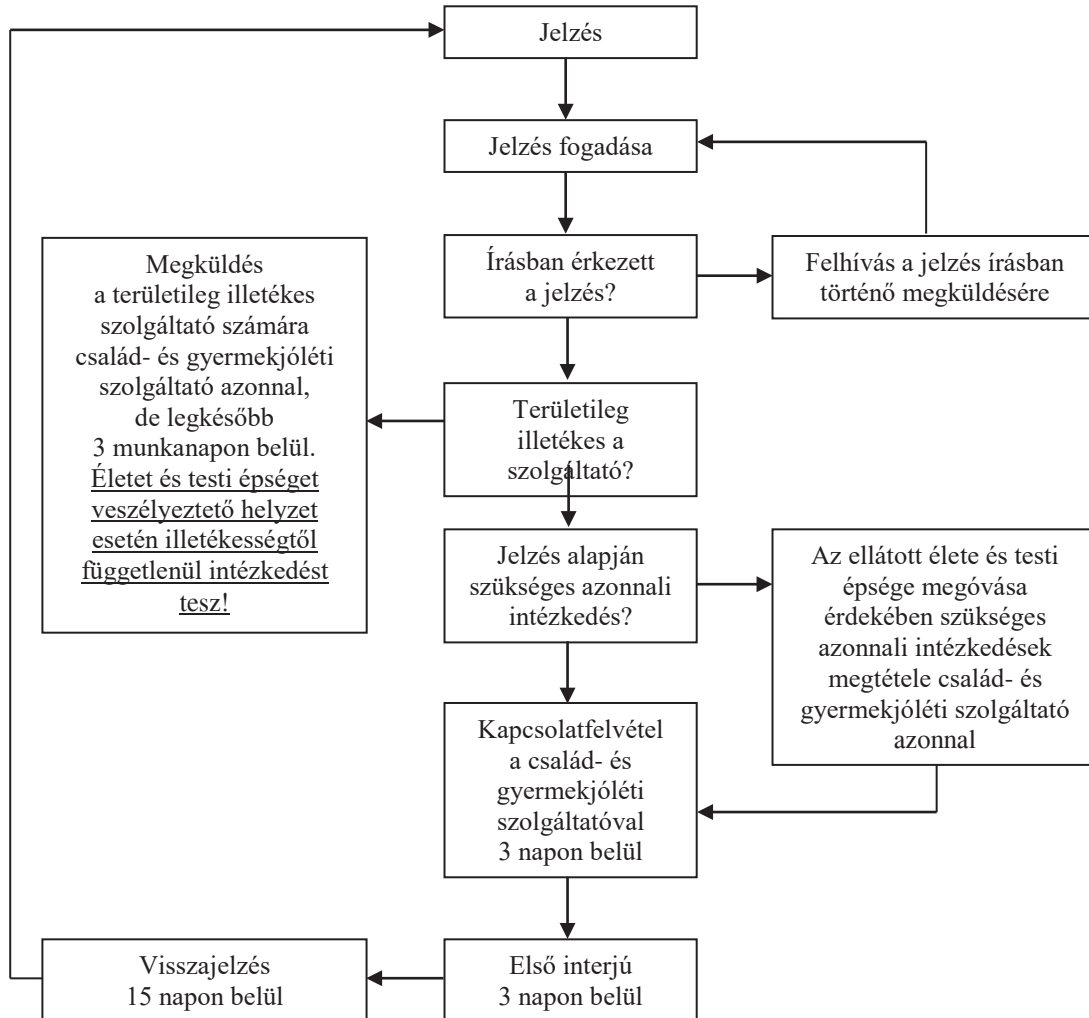 Jelzés
Jelzés fogadása
Írásban érkezett
a jelzés?
Felhívás a jelzés írásban
történő megküldésére
Megküldés
a területileg illetékes
szolgáltató számára
család- és gyermekjóléti
szolgáltató azonnal,
de legkésőbb
3 munkanapon belül.
Életet és testi épséget
veszélyeztető helyzet
esetén illetékességtől
függetlenül intézkedést
tesz!
Területileg
illetékes a
szolgáltató?
Jelzés alapján
szükséges azonnali
intézkedés?
Az ellátott élete és testi
épsége megóvása
érdekében szükséges
azonnali intézkedések
megtétele család- és
gyermekjóléti szolgáltató
azonnal
Kapcsolatfelvétel
a család- és
gyermekjóléti
szolgáltatóval
3 napon belül
Első interjú
3 napon belül
Visszajelzés
15 napon belül